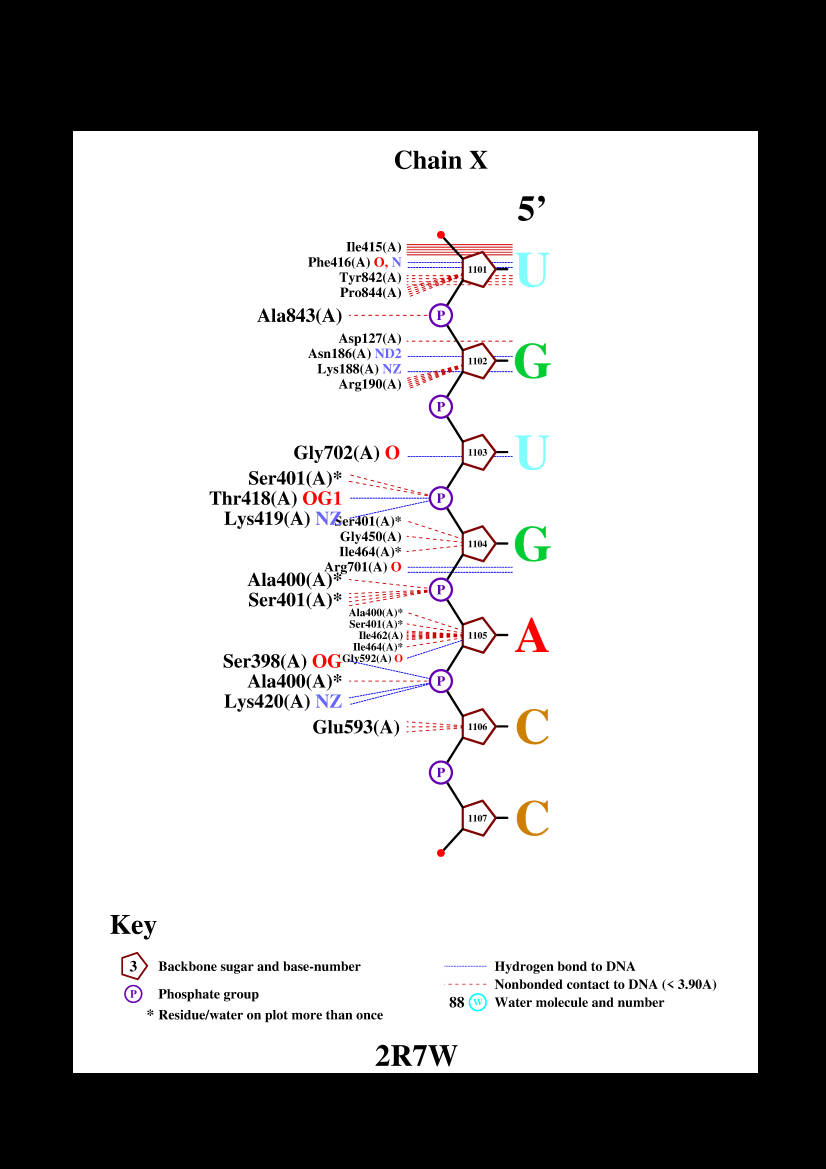 Chain X
5’
Ile415(A)
Phe416(A) O, N
1101 U
Tyr842(A)
Pro844(A)
Ala843(A) P
Asp127(A)
Asn186(A) ND2
1102 G
Lys188(A) NZ
Arg190(A)
P
Gly702(A) O 1103 U
Ser401(A)*
Thr418(A) OG1 P
Lys419(A) NZ
Ser401(A)*
Gly450(A)
1104 G
Ile464(A)*
Arg701(A) O
Ala400(A)*
P
Ser401(A)*
Ala400(A)*
Ser401(A)*
Ile462(A) 1105 A
Ile464(A)*
Gly592(A) O
Ser398(A) OG
Ala400(A)* P
Lys420(A) NZ
Glu593(A) 1106 C
P
1107 C
Key
3 Backbone sugar and base-number
P Phosphate group
* Residue/water on plot more than once
Hydrogen bond to DNA
Nonbonded contact to DNA (< 3.90A)
88 W Water molecule and number
2R7W